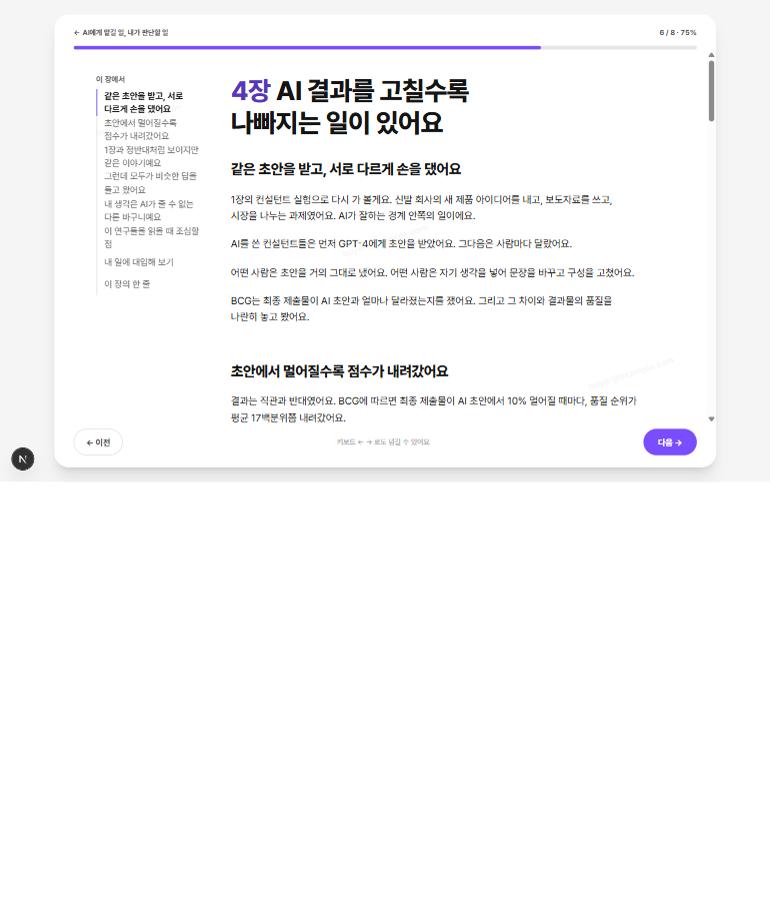 ← AI에게 맡길 일, 내가 판단할 일
6 / 8 · 75%
이 장에서
같은 초안을 받고, 서로
다르게 손을 댔어요
초안에서 멀어질수록
점수가 내려갔어요
1장과 정반대처럼 보이지만
같은 이야기예요
그런데 모두가 비슷한 답을
들고 왔어요
내 생각은 AI가 줄 수 없는
다른 바구니예요
이 연구들을 읽을 때 조심할
점
내 일에 대입해 보기
이 장의 한 줄
4장 AI 결과를 고칠수록
나빠지는 일이 있어요
같은 초안을 받고, 서로 다르게 손을 댔어요
1장의 컨설턴트 실험으로 다시 가 볼게요. 신발 회사의 새 제품 아이디어를 내고, 보도자료를 쓰고,
시장을 나누는 과제였어요. AI가 잘하는 경계 안쪽의 일이에요.
AI를 쓴 컨설턴트들은 먼저 GPT-4에게 초안을 받았어요. 그다음은 사람마다 달랐어요.
어떤 사람은 초안을 거의 그대로 냈어요. 어떤 사람은 자기 생각을 넣어 문장을 바꾸고 구성을 고쳤어요.
BCG는 최종 제출물이 AI 초안과 얼마나 달라졌는지를 쟀어요. 그리고 그 차이와 결과물의 품질을
나란히 놓고 봤어요.
초안에서 멀어질수록 점수가 내려갔어요
결과는 직관과 반대였어요. BCG에 따르면 최종 제출물이 AI 초안에서 10% 멀어질 때마다, 품질 순위가
평균 17백분위쯤 내려갔어요.
← 이전
키보드 ← → 로도 넘길 수 있어요
다음 →
N